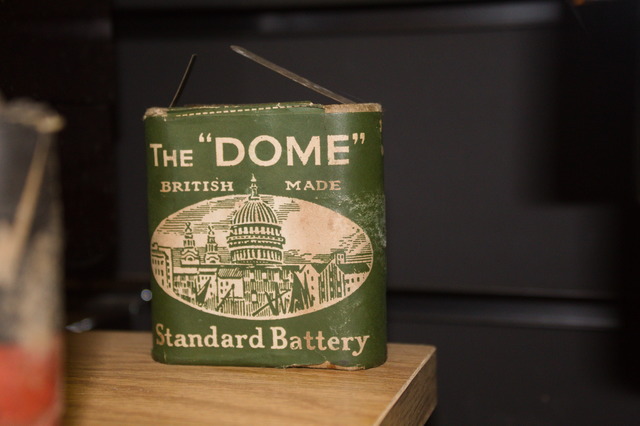 The "DOME"
BRITISH MADE
Standard Battery